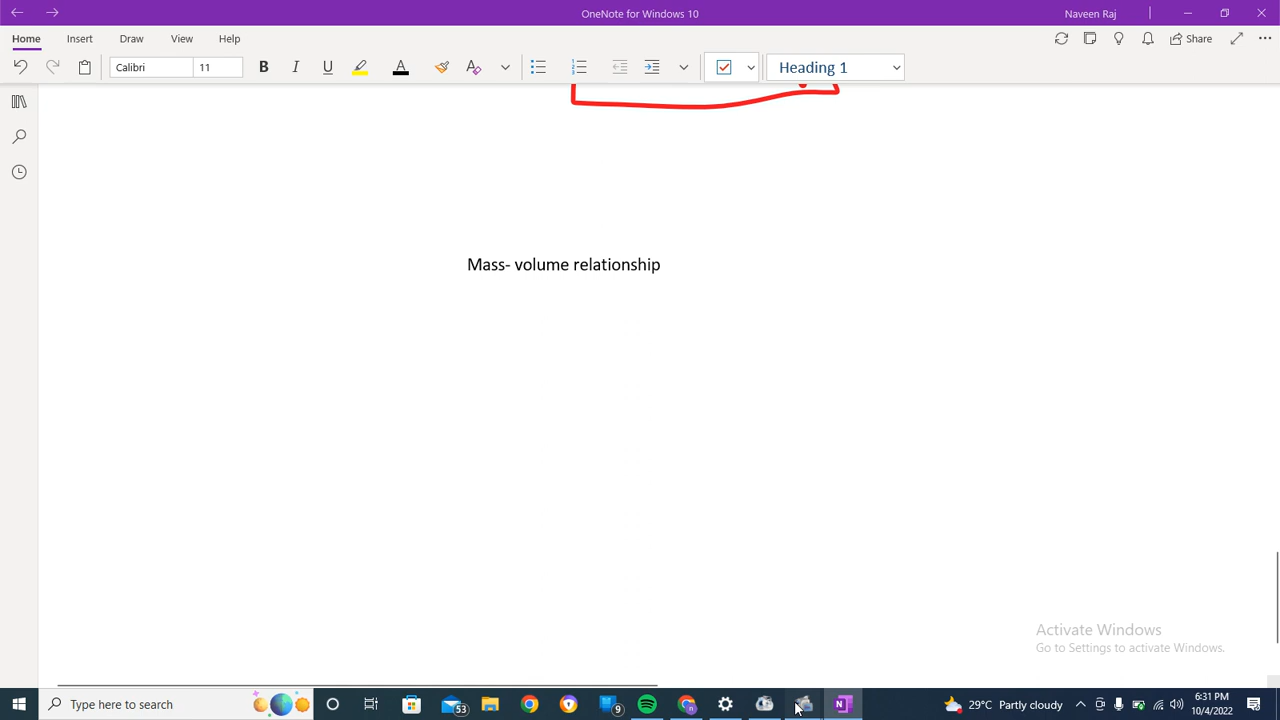 OneNote for Windows 10
Naveen Raj
Home Insert Draw View Help
Share
Calibri 11 B I U A A Heading 1
Mass- volume relationship
Activate Windows
Go to Settings to activate Windows.
Type here to search
53
9
29°C Partly cloudy
6:31 PM
10/4/2022